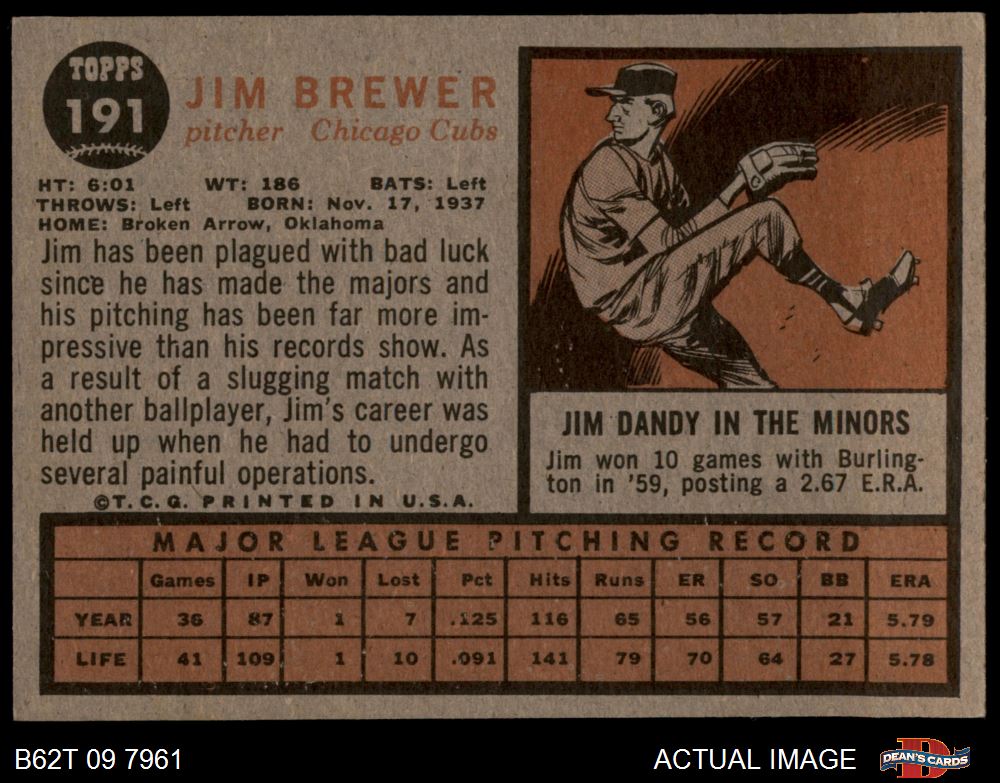 TOPPS
191
JIM BREWER
pitcher Chicago Cubs
HT: 6:01 WT: 186 BATS: Left
THROWS: Left BORN: Nov. 17, 1937
HOME: Broken Arrow, Oklahoma
Jim has been plagued with bad luck
since he has made the majors and
his pitching has been far more im-
pressive than his records show. As
a result of a slugging match with
another ballplayer, Jim's career was
held up when he had to undergo
several painful operations.
©T.C.G. PRINTED IN U.S.A.
JIM DANDY IN THE MINORS
Jim won 10 games with Burling-
ton in '59, posting a 2.67 E.R.A.
MAJOR LEAGUE PITCHING RECORD
Games IP Won Lost Pct Hits Runs ER SO BB ERA
YEAR 36 87 1 7 .125 116 65 56 57 21 5.79
LIFE 41 109 1 10 .091 141 79 70 64 27 5.78
B62T 09 7961 ACTUAL IMAGE DEAN'S CARDS